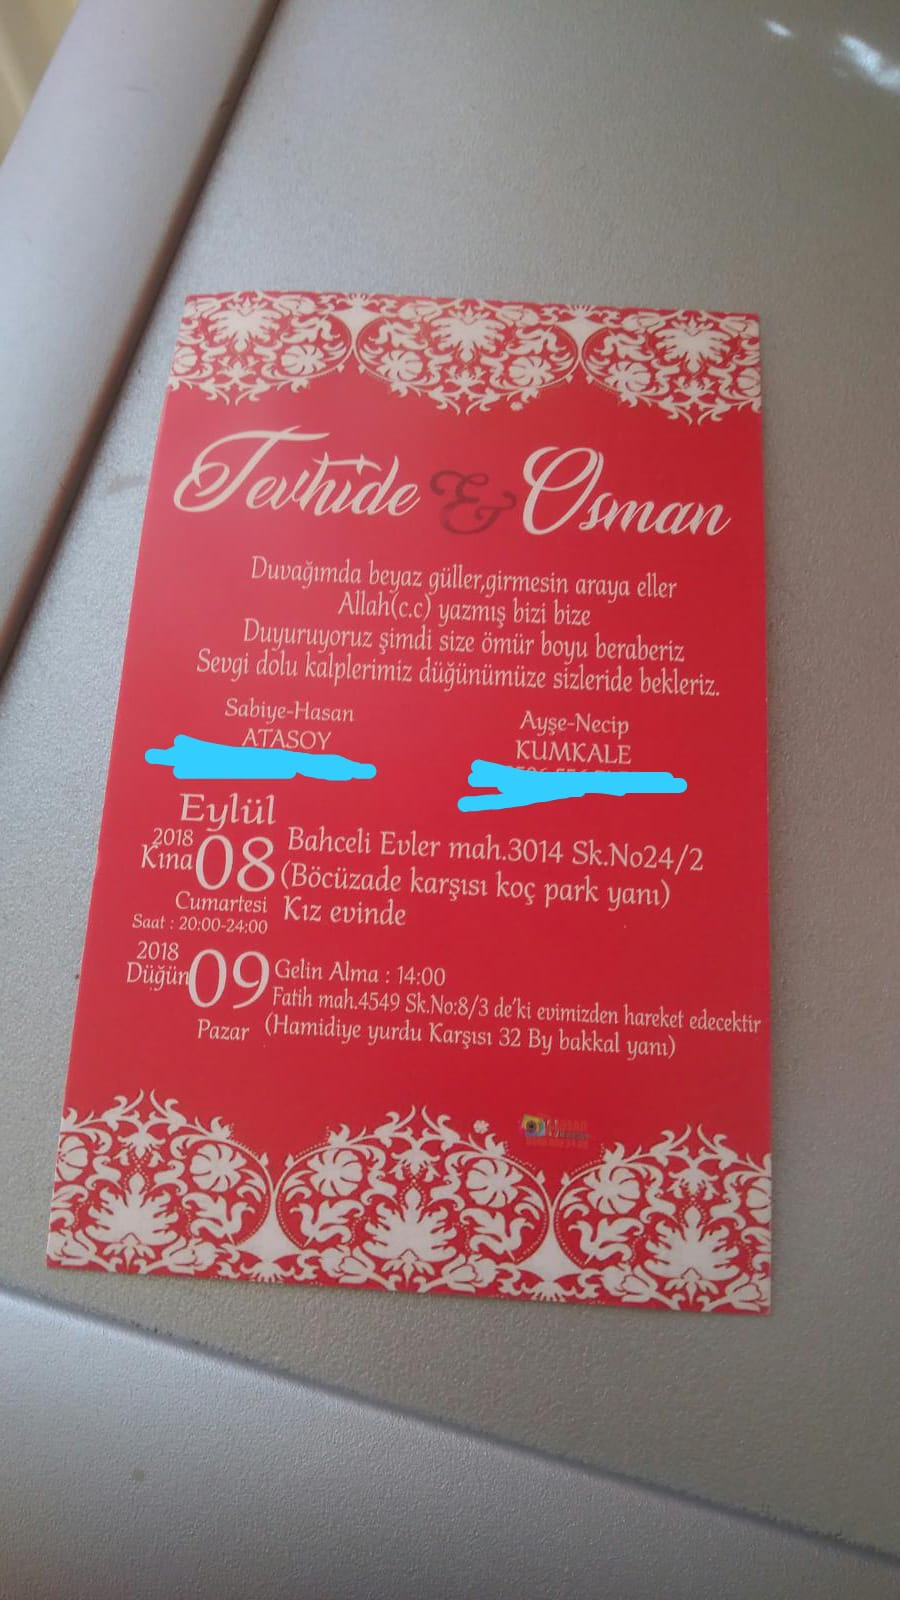 Tevhide & Osman
Duvağımda beyaz güller,girmesin araya eller
Allah(c.c) yazmış bizi bize
Duyuruyoruz şimdi size ömür boyu beraberiz
Sevgi dolu kalplerimiz düğünümüze sizleride bekleriz.
Sabiye-Hasan
ATASOY
Ayşe-Necip
KUMKALE
Eylül
2018
Kına 08
Cumartesi
Saat : 20:00-24:00
Bahceli Evler mah.3014 Sk.No24/2
(Böcüzade karşısı koç park yanı)
Kız evinde
2018
Düğün 09
Pazar
Gelin Alma : 14:00
Fatih mah.4549 Sk.No:8/3 de'ki evimizden hareket edecektir
(Hamidiye yurdu Karşısı 32 By bakkal yanı)